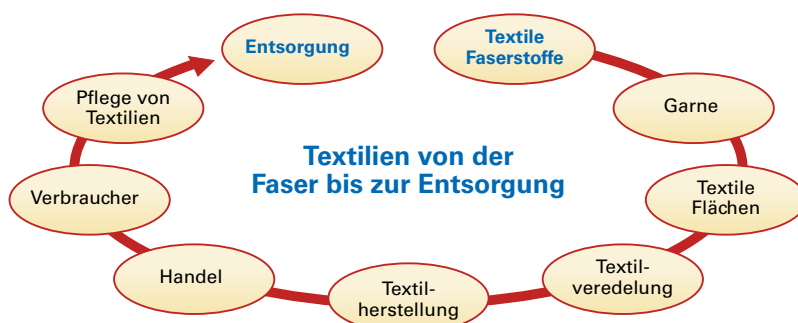 Entsorgung
Textile
Faserstoffe
Pflege von
Textilien
Garne
Textilien von der
Faser bis zur Entsorgung
Verbraucher
Textile
Flächen
Handel
Textil-
herstellung
Textil-
veredelung